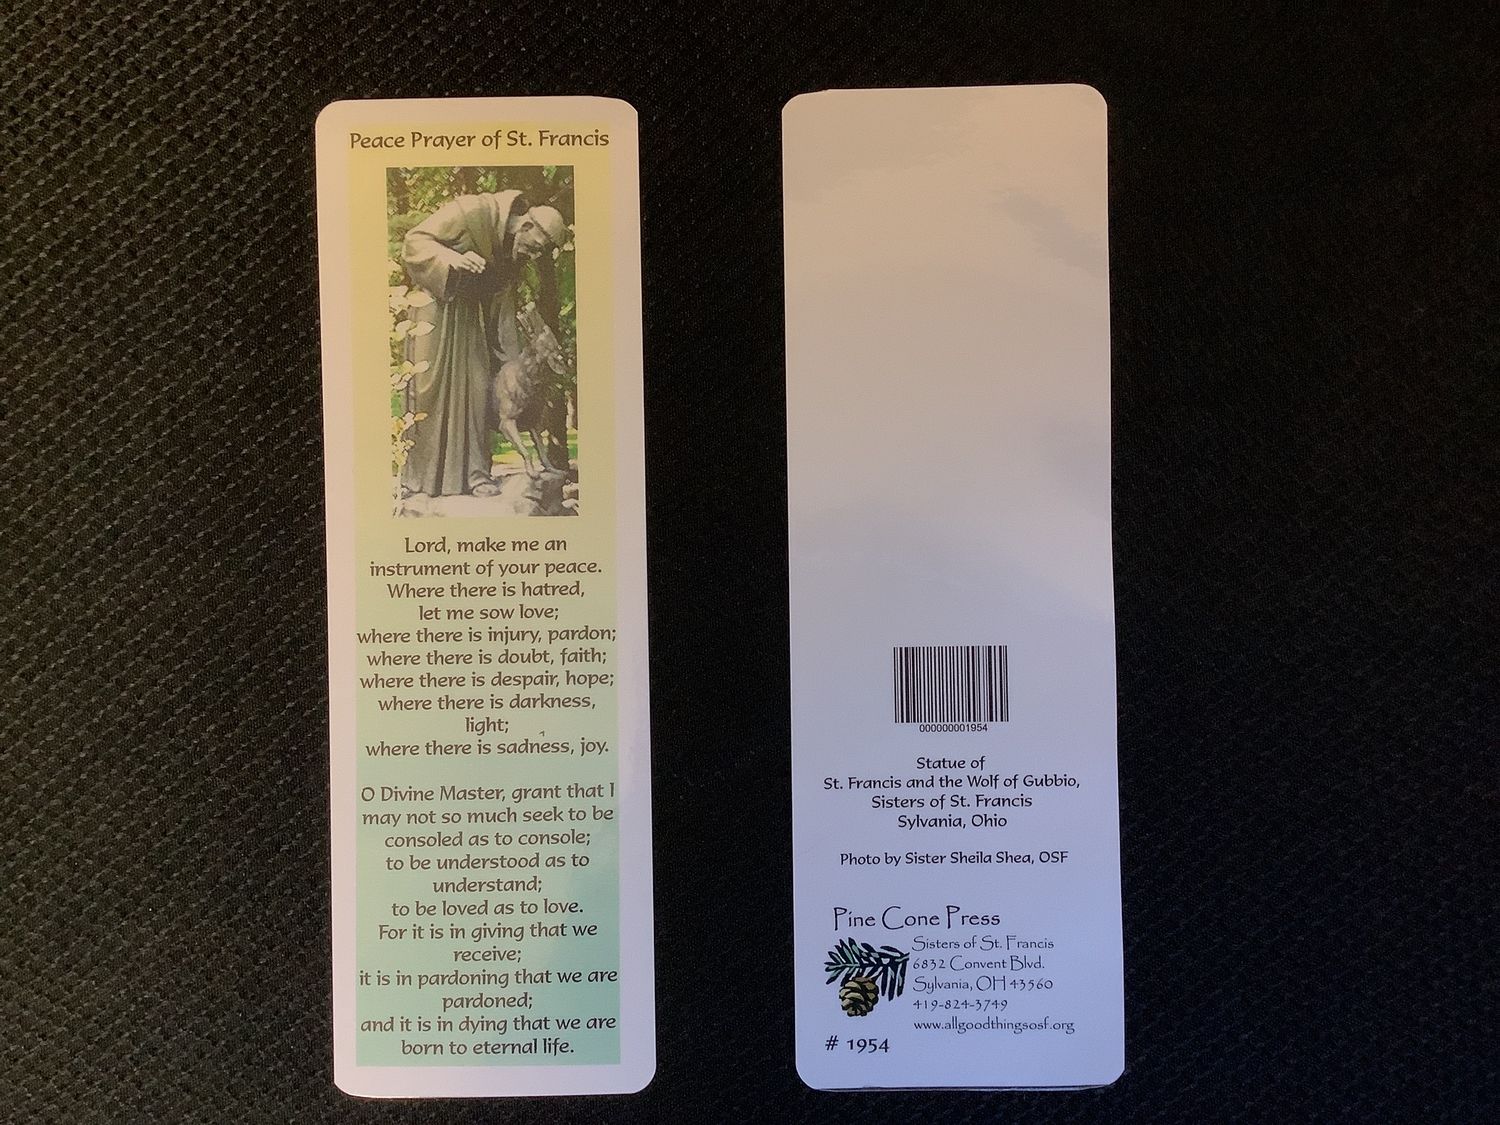 Peace Prayer of St. Francis
Lord, make me an
instrument of your peace.
Where there is hatred,
let me sow love;
where there is injury, pardon;
where there is doubt, faith;
where there is despair, hope;
where there is darkness,
light;
where there is sadness, joy.
O Divine Master, grant that I
may not so much seek to be
consoled as to console;
to be understood as to
understand;
to be loved as to love.
For it is in giving that we
receive;
it is in pardoning that we are
pardoned;
and it is in dying that we are
born to eternal life.
000000001954
Statue of
St. Francis and the Wolf of Gubbio,
Sisters of St. Francis
Sylvania, Ohio
Photo by Sister Sheila Shea, OSF
Pine Cone Press
Sisters of St. Francis
6832 Convent Blvd.
Sylvania, OH 43560
419-824-3749
www.allgoodthingsosf.org
# 1954